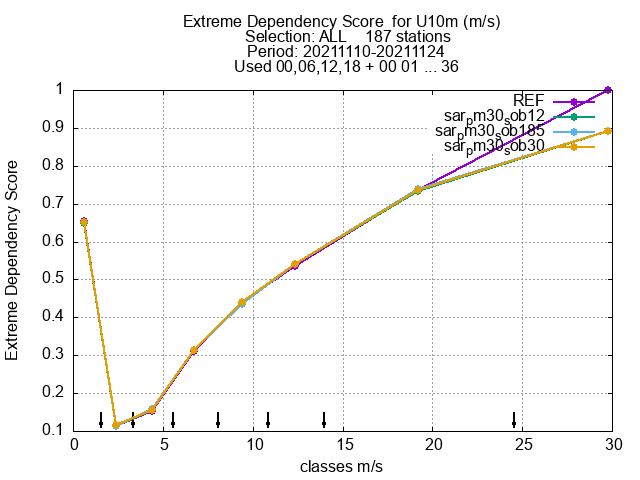 Extreme Dependency Score  for U10m (m/s)
Selection: ALL    187 stations
Period: 20211110-20211124
Used 00,06,12,18 + 00 01 ... 36
REF
sar_pm30_sob12
sar_pm30_sob185
sar_pm30_sob30
1
0.9
0.8
0.7
0.6
0.5
0.4
0.3
0.2
0.1
Extreme Dependency Score
0 5 10 15 20 25 30
classes m/s